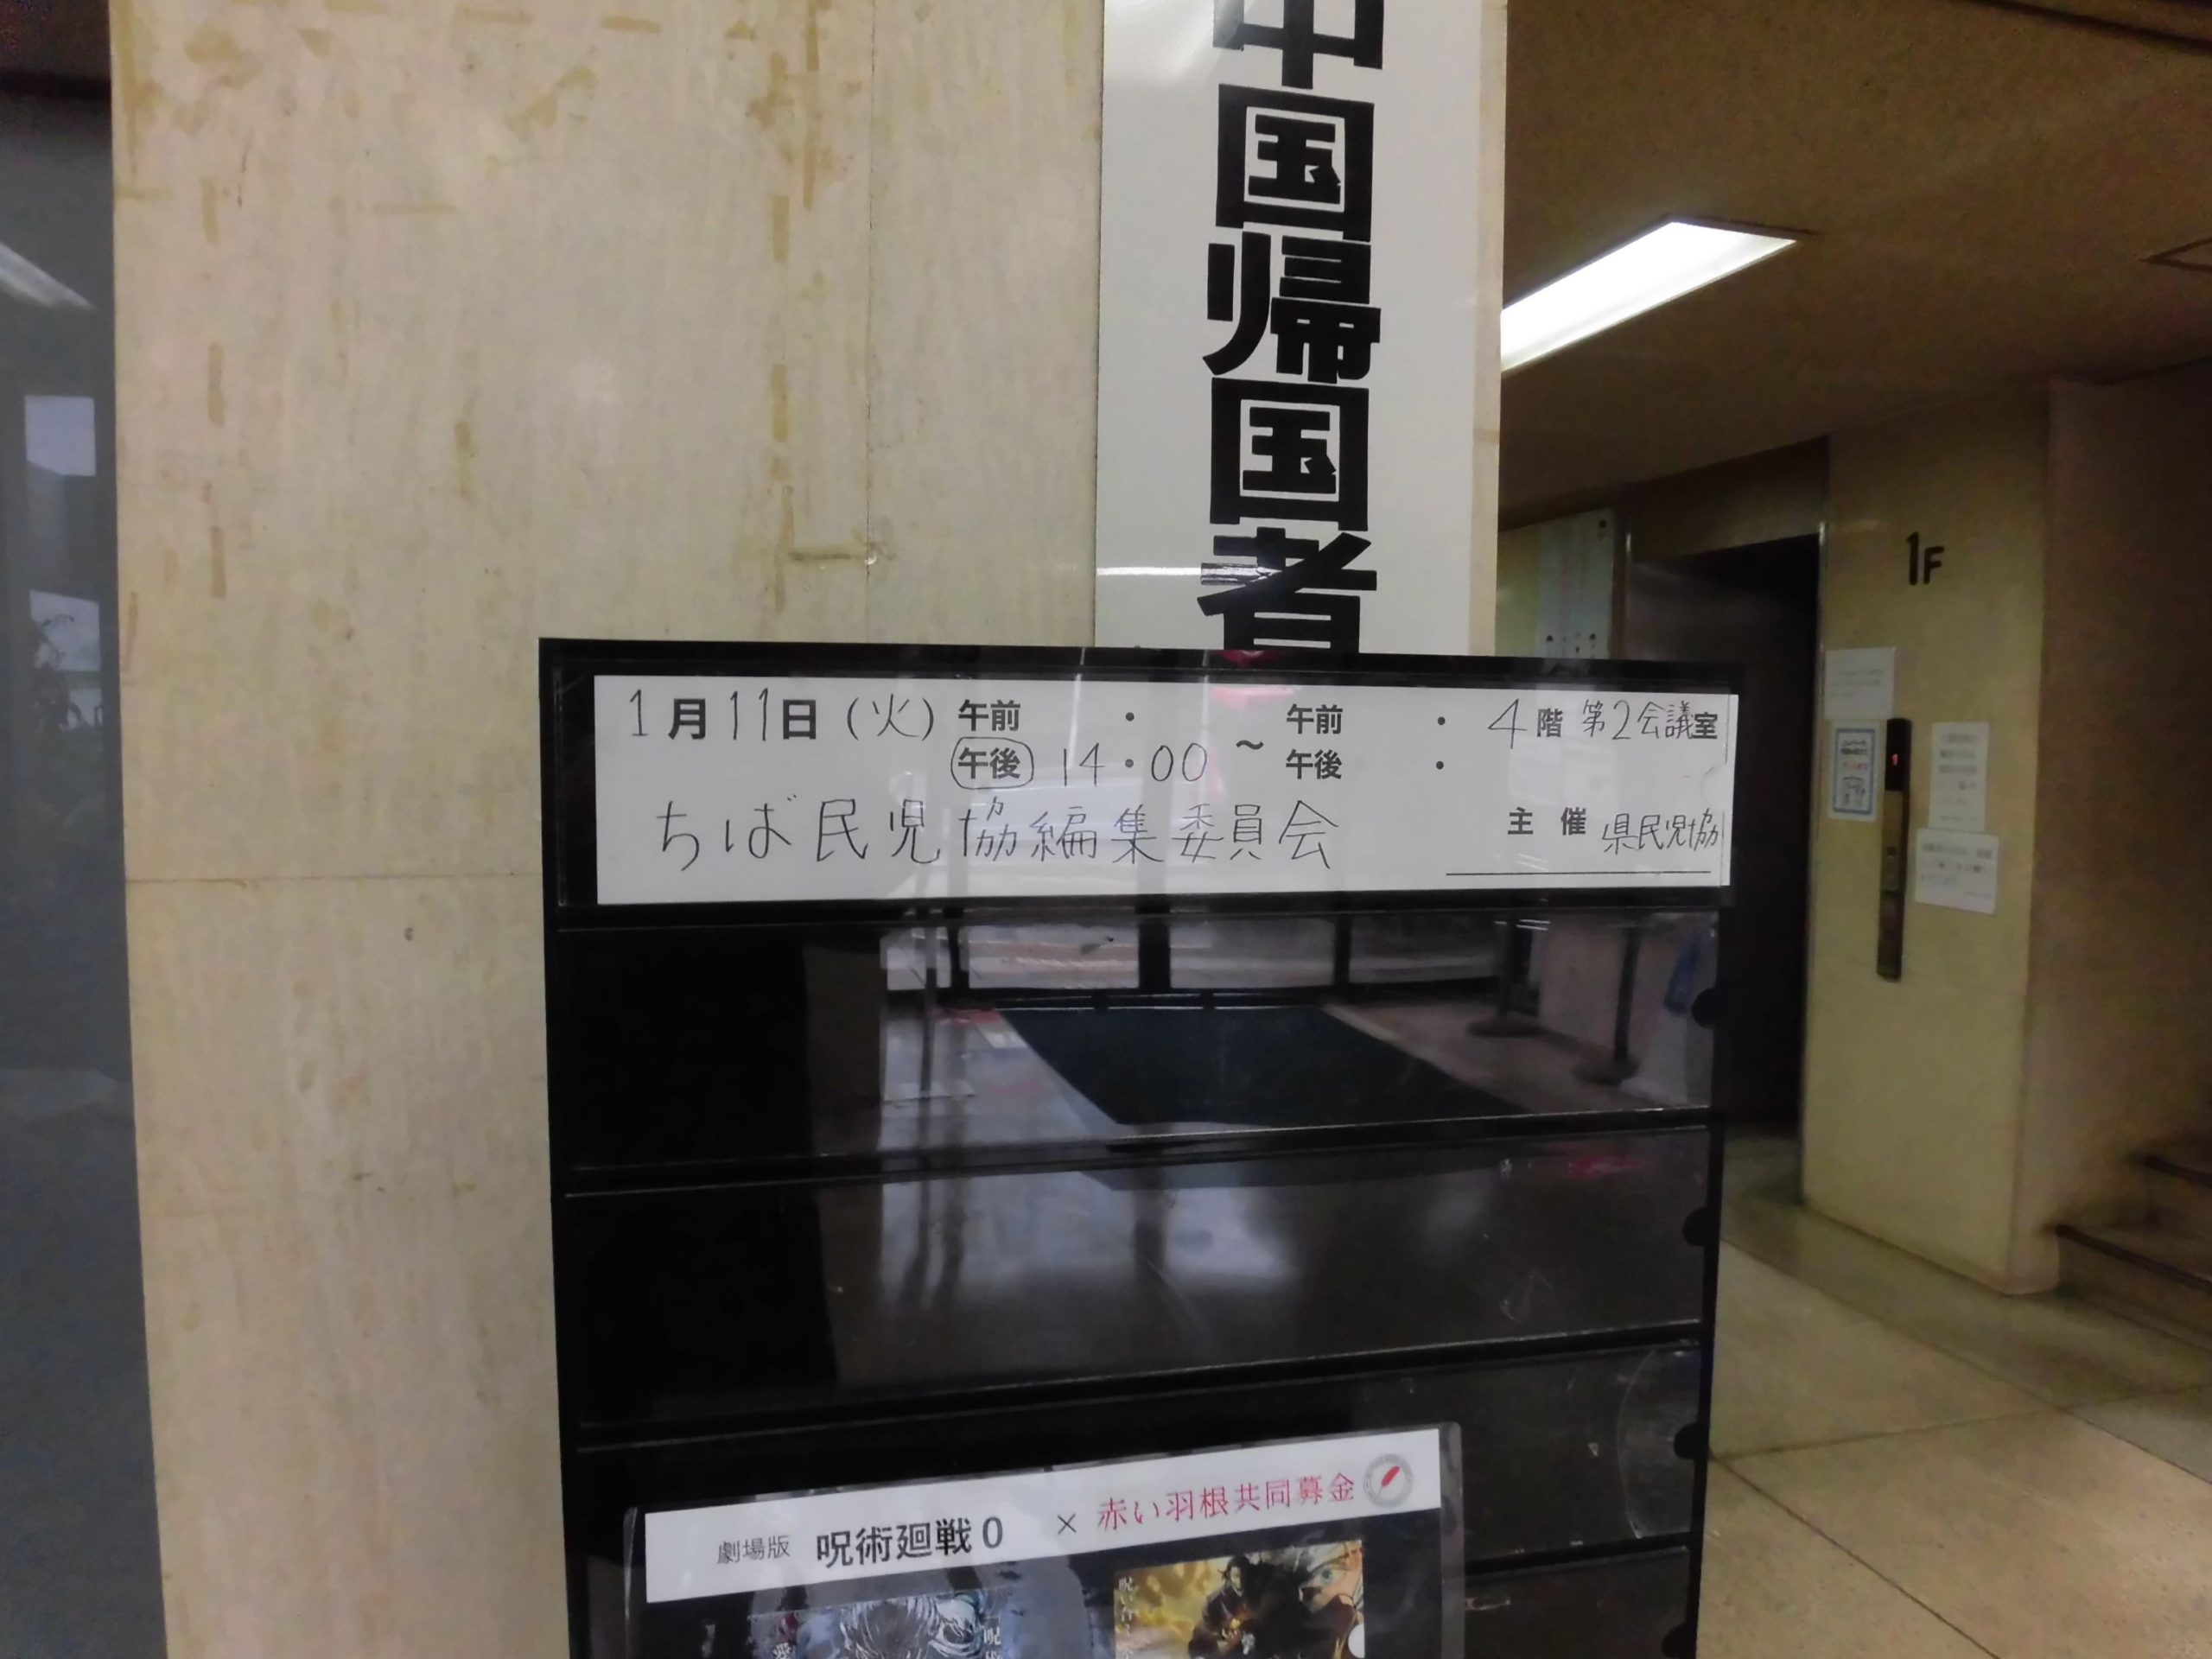 中国帰国者
1F
1月11日(火) 午前 ・ ~ 午前 ・ 4階 第2会議室
午後 14・00 午後 ・
ちば民児協編集委員会 主催 県民児協
劇場版 呪術廻戦0 × 赤い羽根共同募金